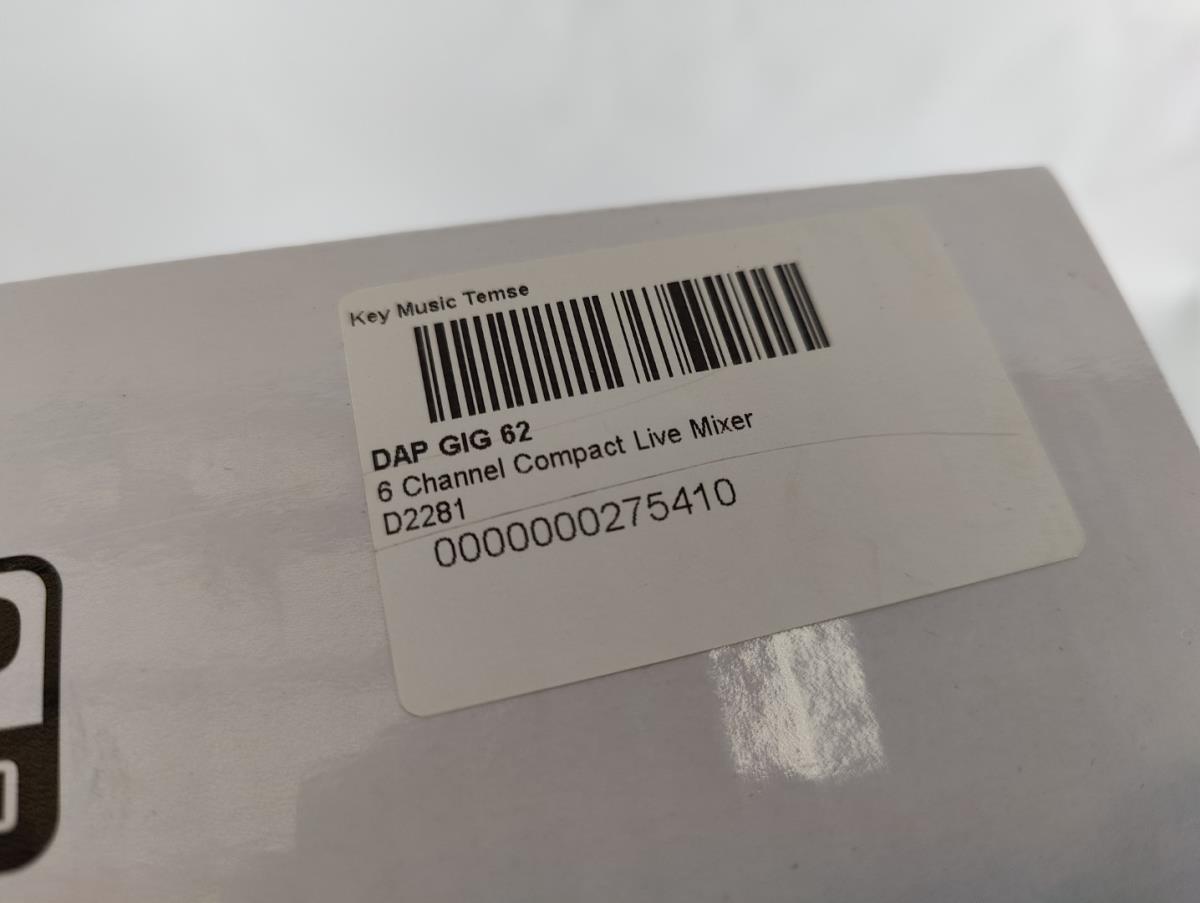 Key Music Temse
DAP GIG 62
6 Channel Compact Live Mixer
D2281
0000000275410